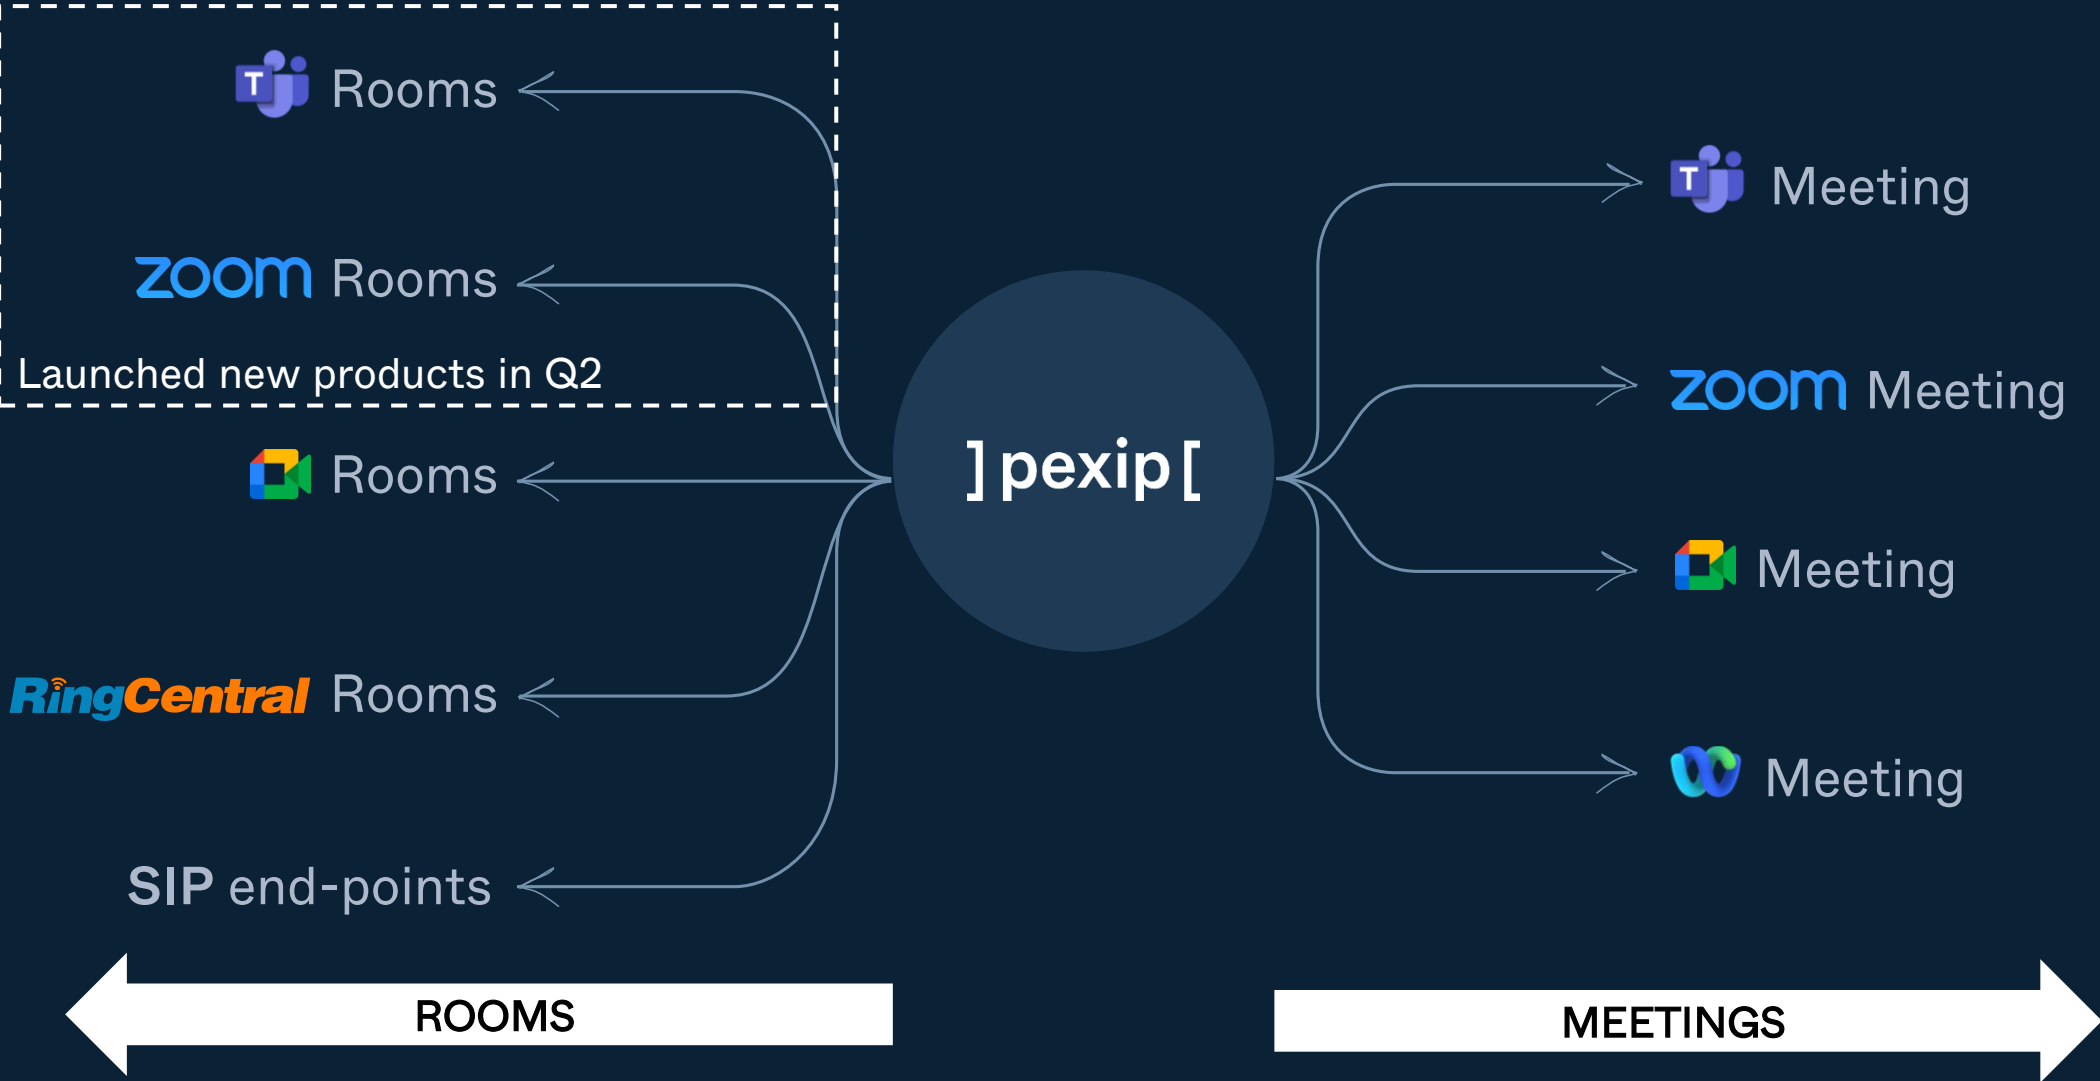 T Rooms
zoom Rooms
Launched new products in Q2
Rooms
RingCentral Rooms
SIP end-points
ROOMS
]pexip[
T Meeting
zoom Meeting
Meeting
Meeting
MEETINGS